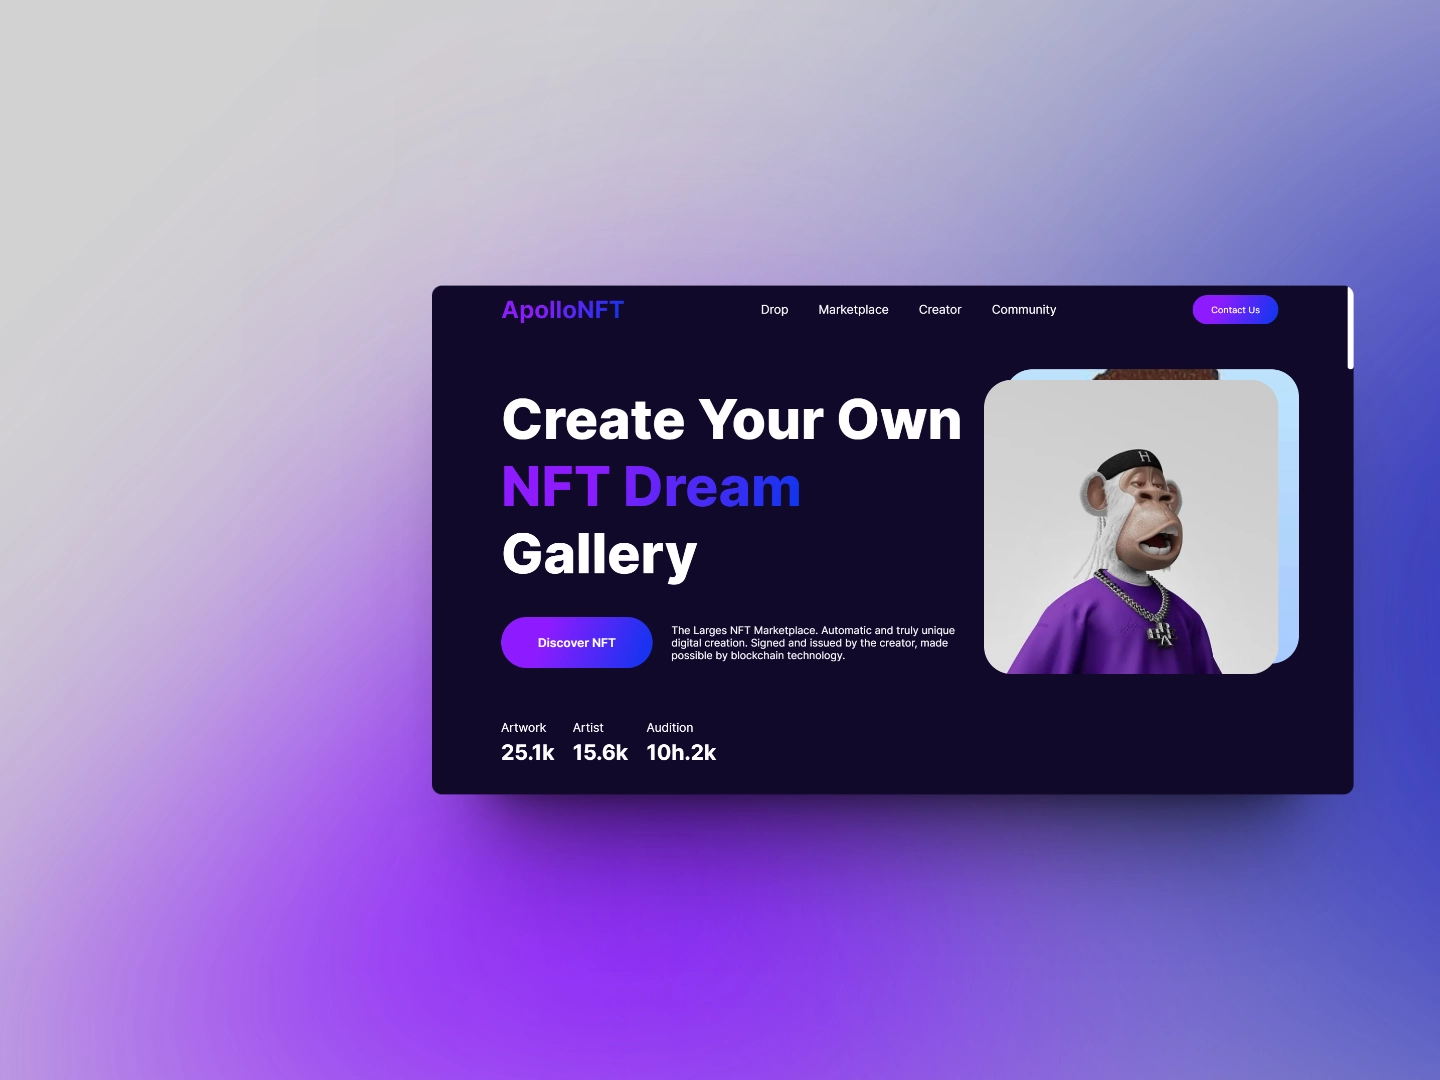 ApolloNFT
Drop Marketplace Creator Community
Contact Us
Create Your Own
NFT Dream
Gallery
Discover NFT
The Larges NFT Marketplace. Automatic and truly unique
digital creation. Signed and issued by the creator, made
possible by blockchain technology.
Artwork Artist Audition
25.1k 15.6k 10h.2k
H